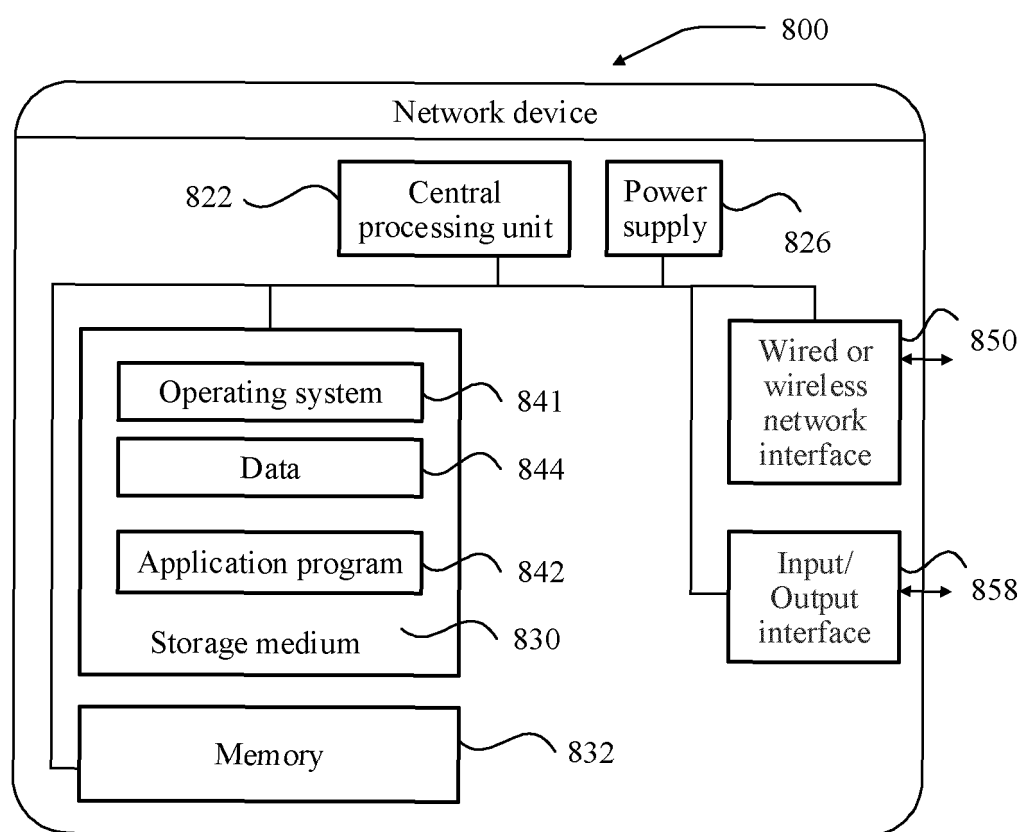 800
Network device
822
Central
processing unit
Power
supply
826
Operating system
841
Data
844
Application program
842
Storage medium
830
Memory
832
Wired or
wireless
network
interface
850
Input/
Output
interface
858